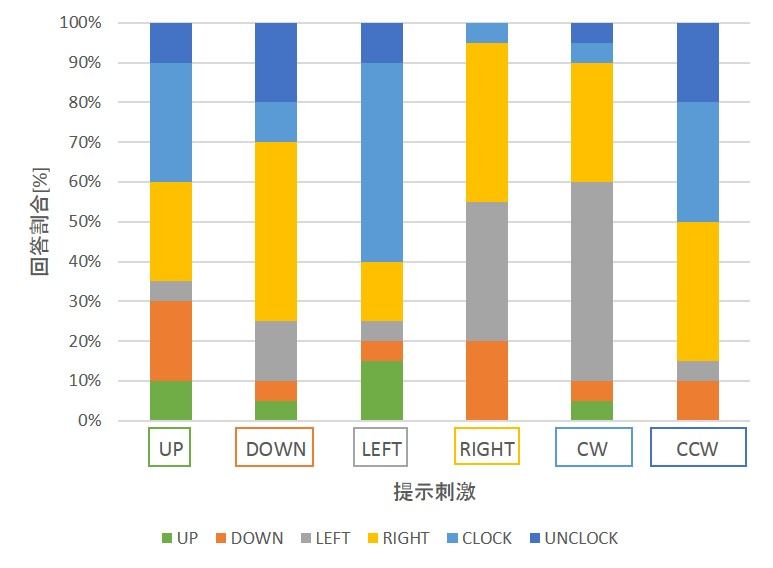 100%
90%
80%
70%
60%
50%
40%
30%
20%
10%
0%
回答割合[%]
UP DOWN LEFT RIGHT CW CCW
提示刺激
UP DOWN LEFT RIGHT CLOCK UNCLOCK